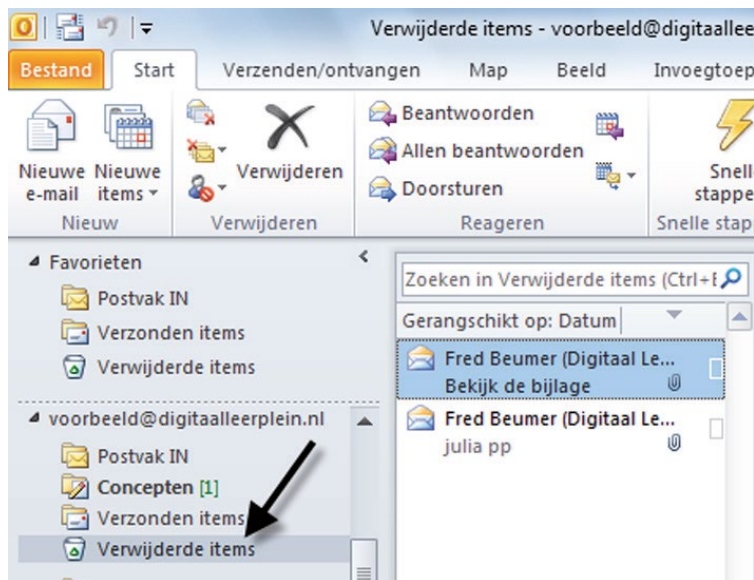 Verwijderde items - voorbeeld@digitaallee
Bestand Start Verzenden/ontvangen Map Beeld Invoegtoep
Nieuwe e-mail
Nieuwe items
Verwijderen
Beantwoorden
Allen beantwoorden
Doorsturen
Snell
stappe
Nieuw Verwijderen Reageren Snelle stap
Favorieten
Postvak IN
Verzonden items
Verwijderde items
voorbeeld@digitaalleerplein.nl
Postvak IN
Concepten [1]
Verzonden items
Verwijderde items
Zoeken in Verwijderde items (Ctrl+E
Gerangschikt op: Datum
Fred Beumer (Digitaal Le...
Bekijk de bijlage
Fred Beumer (Digitaal Le...
julia pp